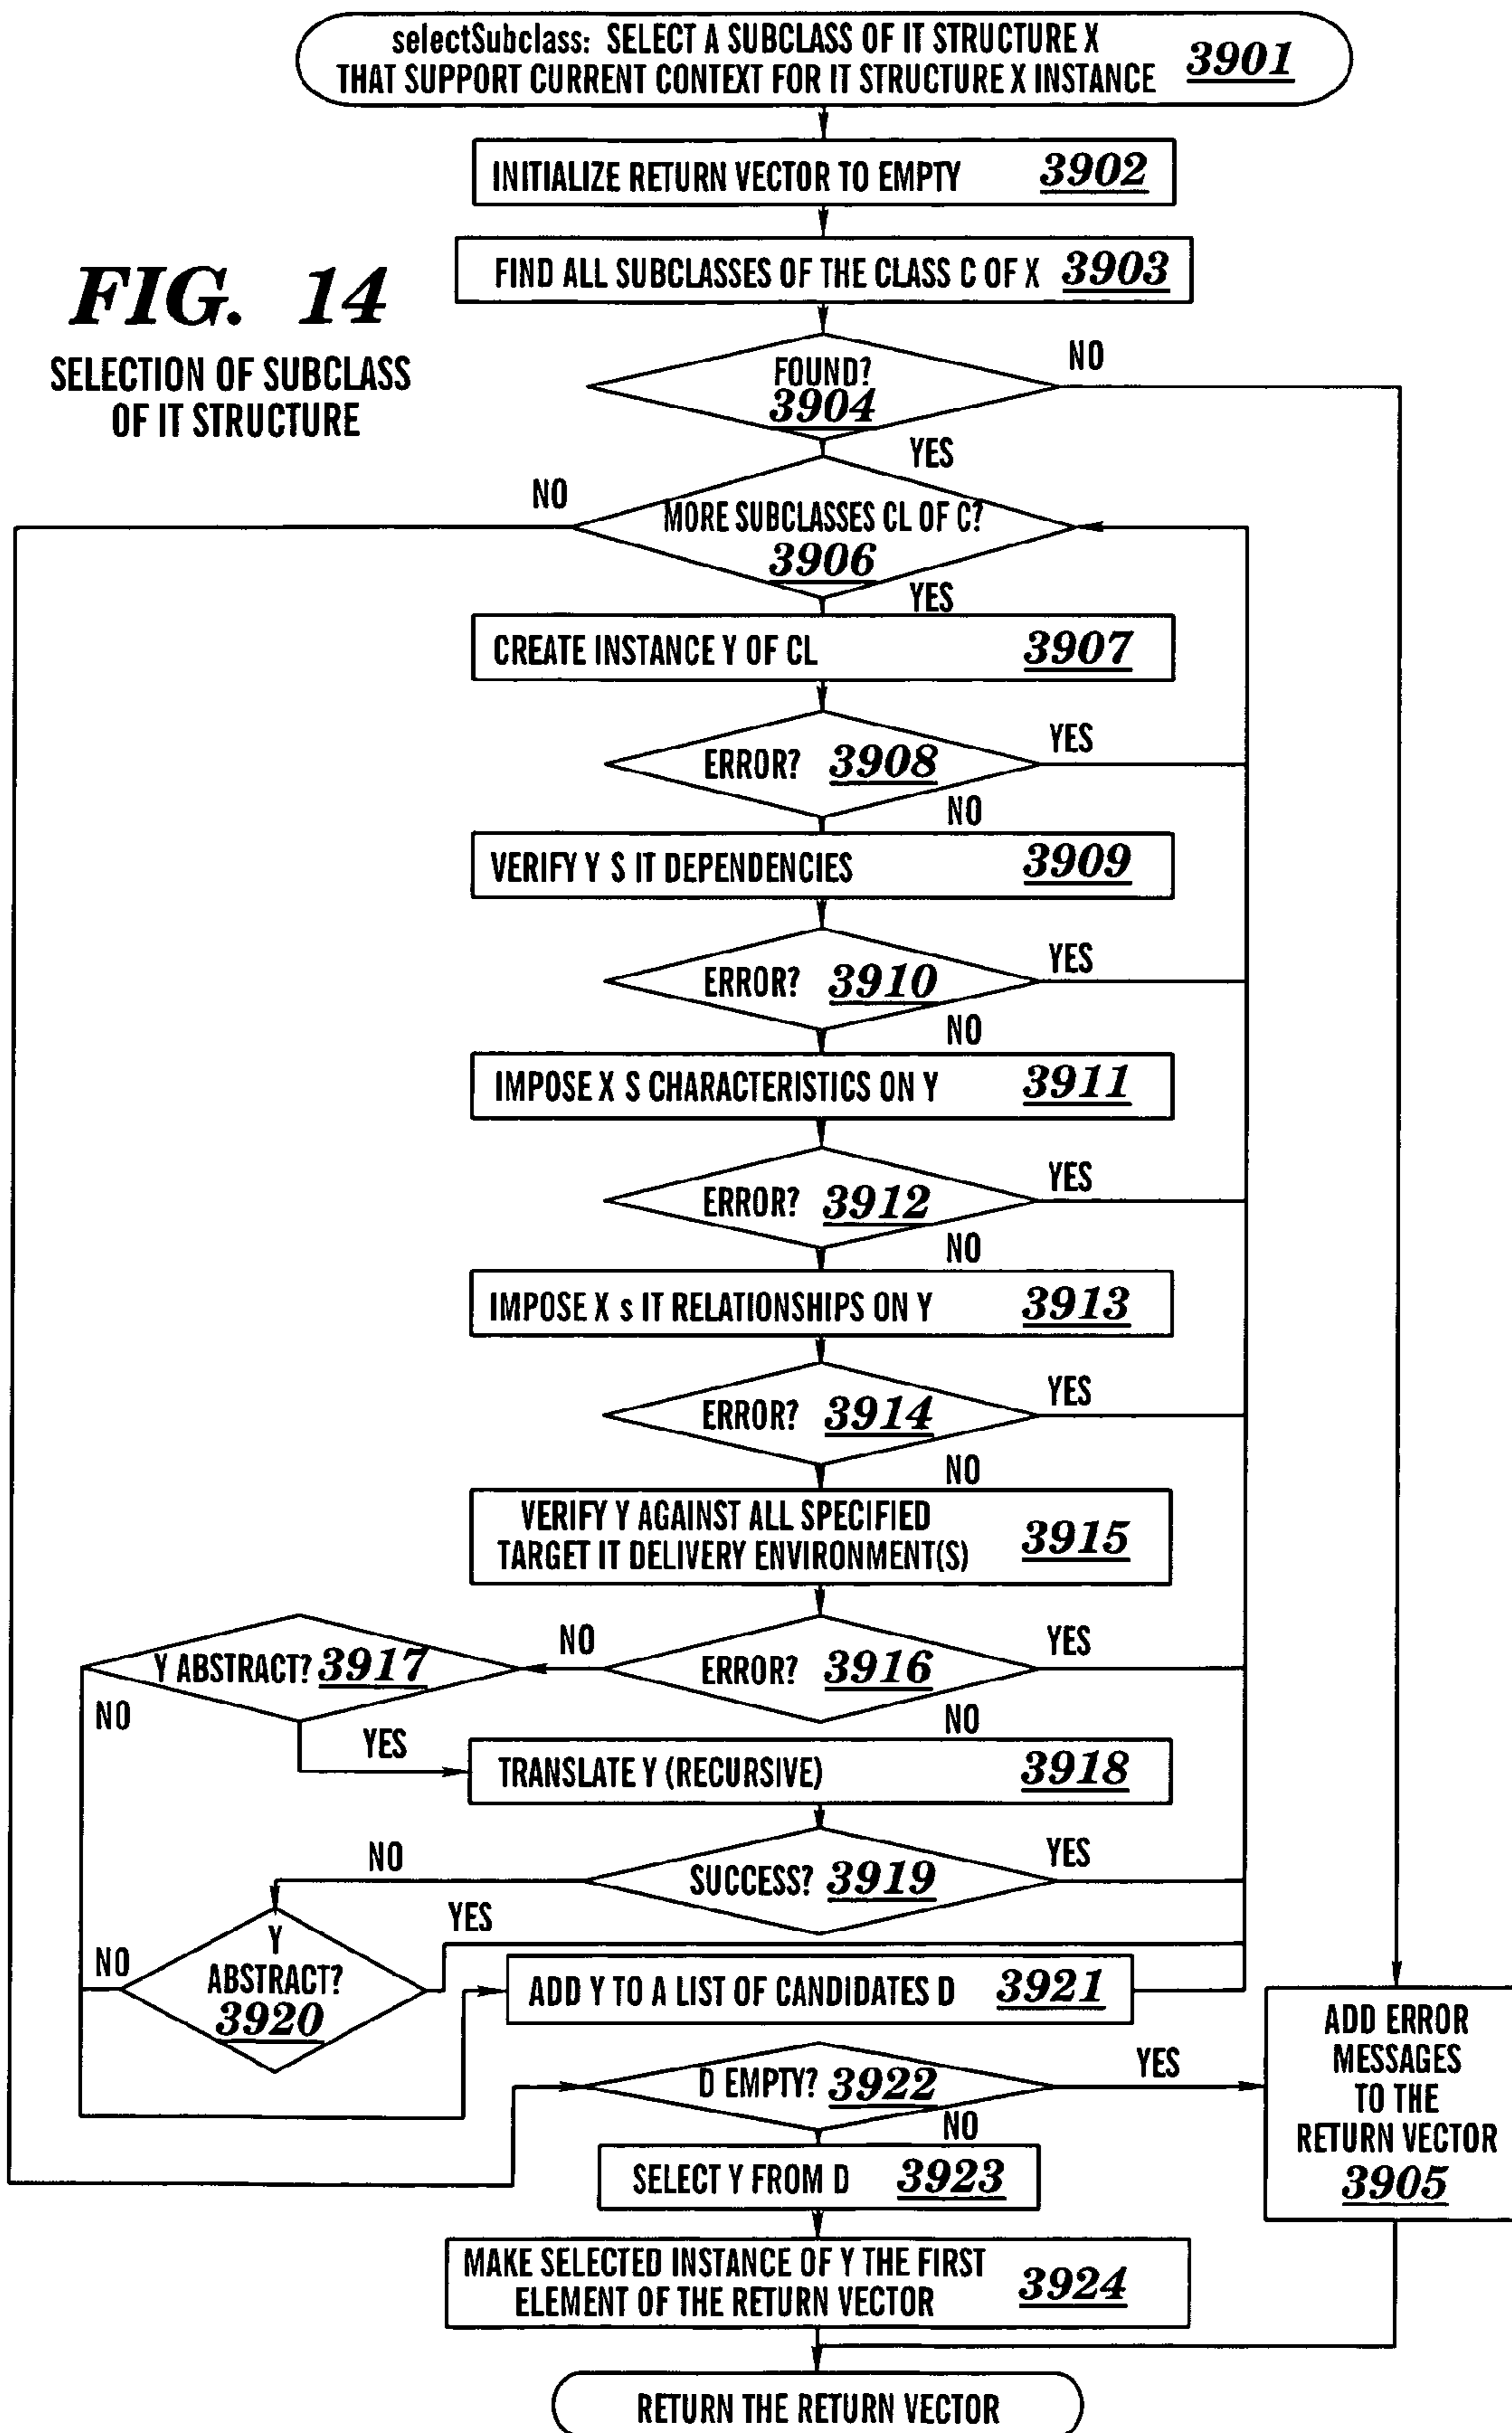 selectSubclass: SELECT A SUBCLASS OF IT STRUCTURE X
THAT SUPPORT CURRENT CONTEXT FOR IT STRUCTURE X INSTANCE 3901
INITIALIZE RETURN VECTOR TO EMPTY 3902
FIND ALL SUBCLASSES OF THE CLASS C OF X 3903
FIG. 14
SELECTION OF SUBCLASS
OF IT STRUCTURE
FOUND?
3904
NO
YES
MORE SUBCLASSES CL OF C?
3906
NO
YES
CREATE INSTANCE Y OF CL 3907
ERROR? 3908
YES
NO
VERIFY Y S IT DEPENDENCIES 3909
ERROR? 3910
YES
NO
IMPOSE X S CHARACTERISTICS ON Y 3911
ERROR? 3912
YES
NO
IMPOSE X s IT RELATIONSHIPS ON Y 3913
ERROR? 3914
YES
NO
VERIFY Y AGAINST ALL SPECIFIED
TARGET IT DELIVERY ENVIRONMENT(S) 3915
Y ABSTRACT? 3917
NO
ERROR? 3916
YES
NO
NO
YES
TRANSLATE Y (RECURSIVE) 3918
NO
SUCCESS? 3919
YES
Y
ABSTRACT?
3920
NO
YES
ADD Y TO A LIST OF CANDIDATES D 3921
D EMPTY? 3922
YES
NO
ADD ERROR
MESSAGES
TO THE
RETURN VECTOR
3905
SELECT Y FROM D 3923
MAKE SELECTED INSTANCE OF Y THE FIRST
ELEMENT OF THE RETURN VECTOR 3924
RETURN THE RETURN VECTOR